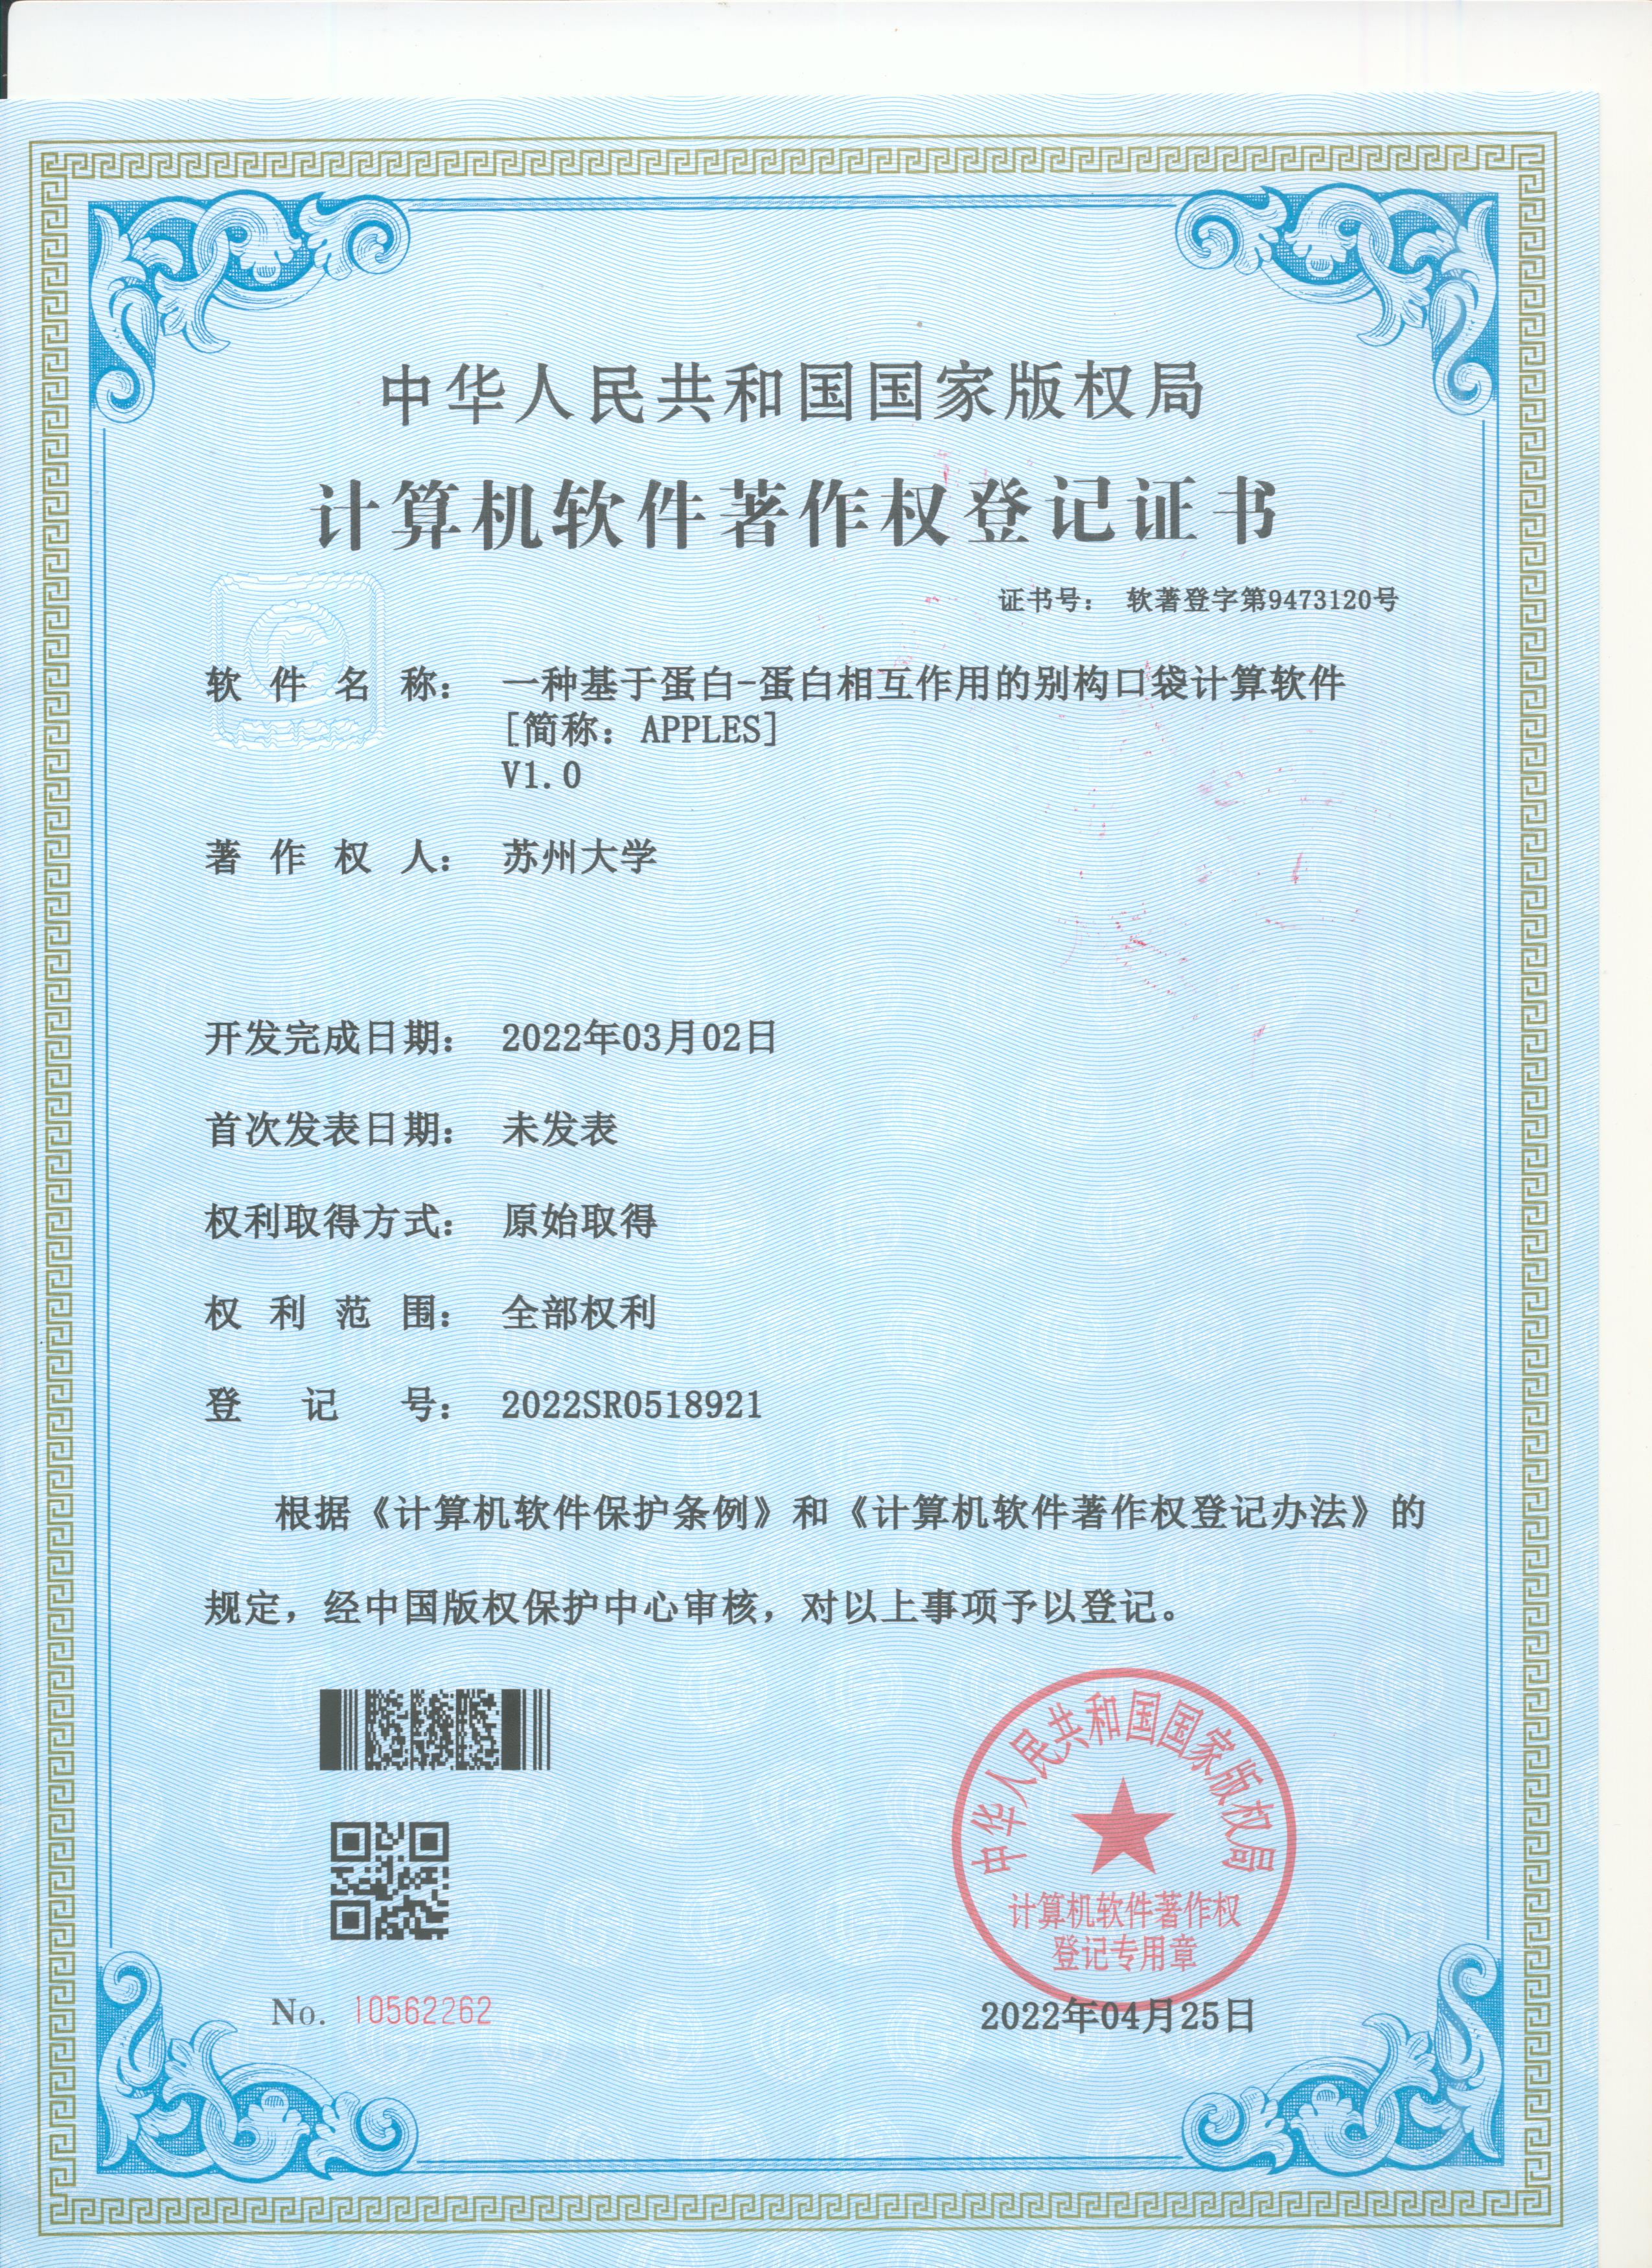 中华人民共和国国家版权局
计算机软件著作权登记证书
证书号： 软著登字第9473120号
软件名称： 一种基于蛋白-蛋白相互作用的别构口袋计算软件
[简称：APPLES]
V1.0
著作权人： 苏州大学
开发完成日期： 2022年03月02日
首次发表日期： 未发表
权利取得方式： 原始取得
权利范围： 全部权利
登记号： 2022SR0518921
根据《计算机软件保护条例》和《计算机软件著作权登记办法》的
规定，经中国版权保护中心审核，对以上事项予以登记。
中华人民共和国国家版权局
计算机软件著作权
登记专用章
No. 10562262
2022年04月25日